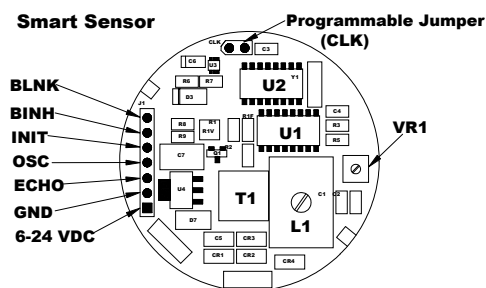 Smart Sensor
Programmable Jumper
(CLK)
CLK
C3
C6
U3
R6
R7
D3
U2
Y1
BLNK
BINH
INIT
OSC
ECHO
GND
6-24 VDC
J1
R8
R9
R1
R1V
R1F
R2
U1
C4
R3
R5
VR1
C7
Q1
U4
T1
L1
C1
Q2
D7
C5
CR3
CR1
CR2
CR4